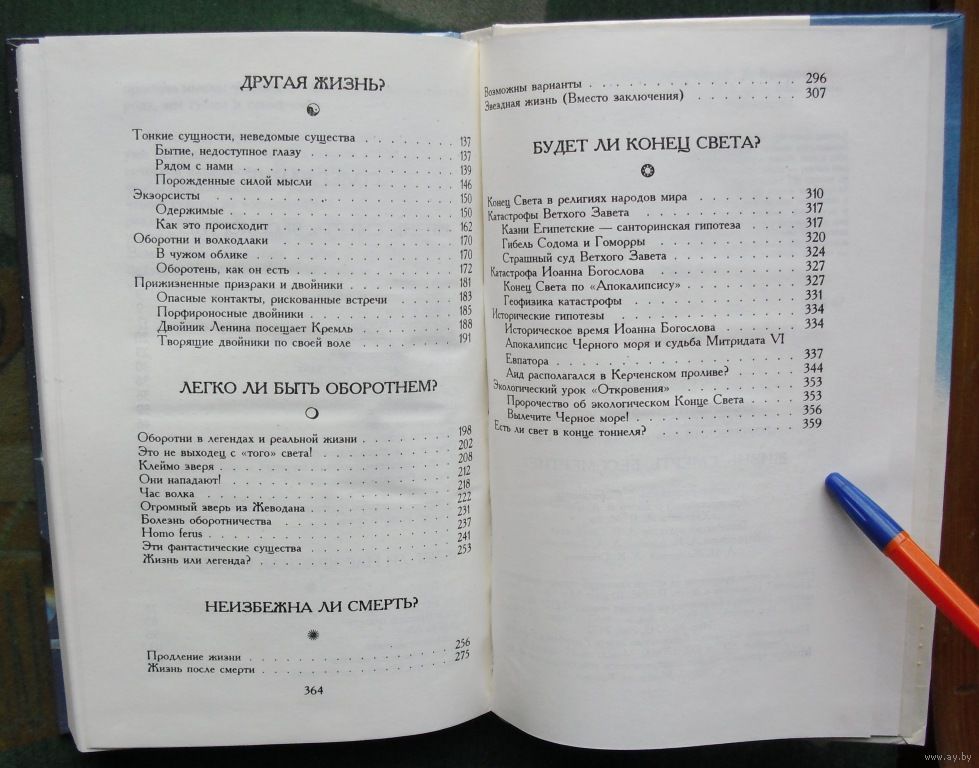 ДРУГАЯ ЖИЗНЬ?
Тонкие сущности, неведомые существа . . . . . . . 137
Бытие, недоступное глазу . . . . . . . . . . 137
Рядом с нами . . . . . . . . . . . . . . 139
Порожденные силой мысли . . . . . . . . . 146
Экзорсисты . . . . . . . . . . . . . . . . 150
Одержимые . . . . . . . . . . . . . . . 150
Как это происходит . . . . . . . . . . . . 162
Оборотни и волкодлаки . . . . . . . . . . . . 170
В чужом облике . . . . . . . . . . . . . 170
Оборотень, как он есть . . . . . . . . . . . 172
Прижизненные призраки и двойники . . . . . . . . 181
Опасные контакты, рискованные встречи . . . . . 183
Порфироносные двойники . . . . . . . . . . 185
Двойник Ленина посещает Кремль . . . . . . . 188
Творящие двойники по своей воле . . . . . . . 191
ЛЕГКО ЛИ БЫТЬ ОБОРОТНЕМ?
Оборотни в легендах и реальной жизни . . . . . . . 198
Это не выходец с «того» света! . . . . . . . . . 202
Клеймо зверя . . . . . . . . . . . . . . . 208
Они нападают! . . . . . . . . . . . . . . . 212
Час волка . . . . . . . . . . . . . . . . 218
Огромный зверь из Жеводана . . . . . . . . . . 222
Болезнь оборотничества . . . . . . . . . . . . 231
Homo ferus . . . . . . . . . . . . . . . . 237
Эти фантастические существа . . . . . . . . . . 241
Жизнь или легенда? . . . . . . . . . . . . . 253
НЕИЗБЕЖНА ЛИ СМЕРТЬ?
Продление жизни . . . . . . . . . . . . . . 256
Жизнь после смерти . . . . . . . . . . . . . 275
364
Возможны варианты . . . . . . . . . . . . . 296
Звездная жизнь (Вместо заключения) . . . . . . . 307
БУДЕТ ЛИ КОНЕЦ СВЕТА?
Конец Света в религиях народов мира . . . . . . . 310
Катастрофы Ветхого Завета . . . . . . . . . . 317
Казни Египетские — санторинская гипотеза . . . . 317
Гибель Содома и Гоморры . . . . . . . . . . 320
Страшный суд Ветхого Завета . . . . . . . . 324
Катастрофа Иоанна Богослова . . . . . . . . . . 327
Конец Света по «Апокалипсису» . . . . . . . . 327
Геофизика катастрофы . . . . . . . . . . . 331
Исторические гипотезы . . . . . . . . . . . . 334
Историческое время Иоанна Богослова . . . . . . 334
Апокалипсис Черного моря и судьба Митридата VI
Евпатора . . . . . . . . . . . . . . . 337
Аид располагался в Керченском проливе? . . . . . 344
Экологический урок «Откровения» . . . . . . . . 353
Пророчество об экологическом Конце Света . . . . 353
Вылечите Черное море! . . . . . . . . . . . 356
Есть ли свет в конце тоннеля? . . . . . . . . . 359
www.ay.by